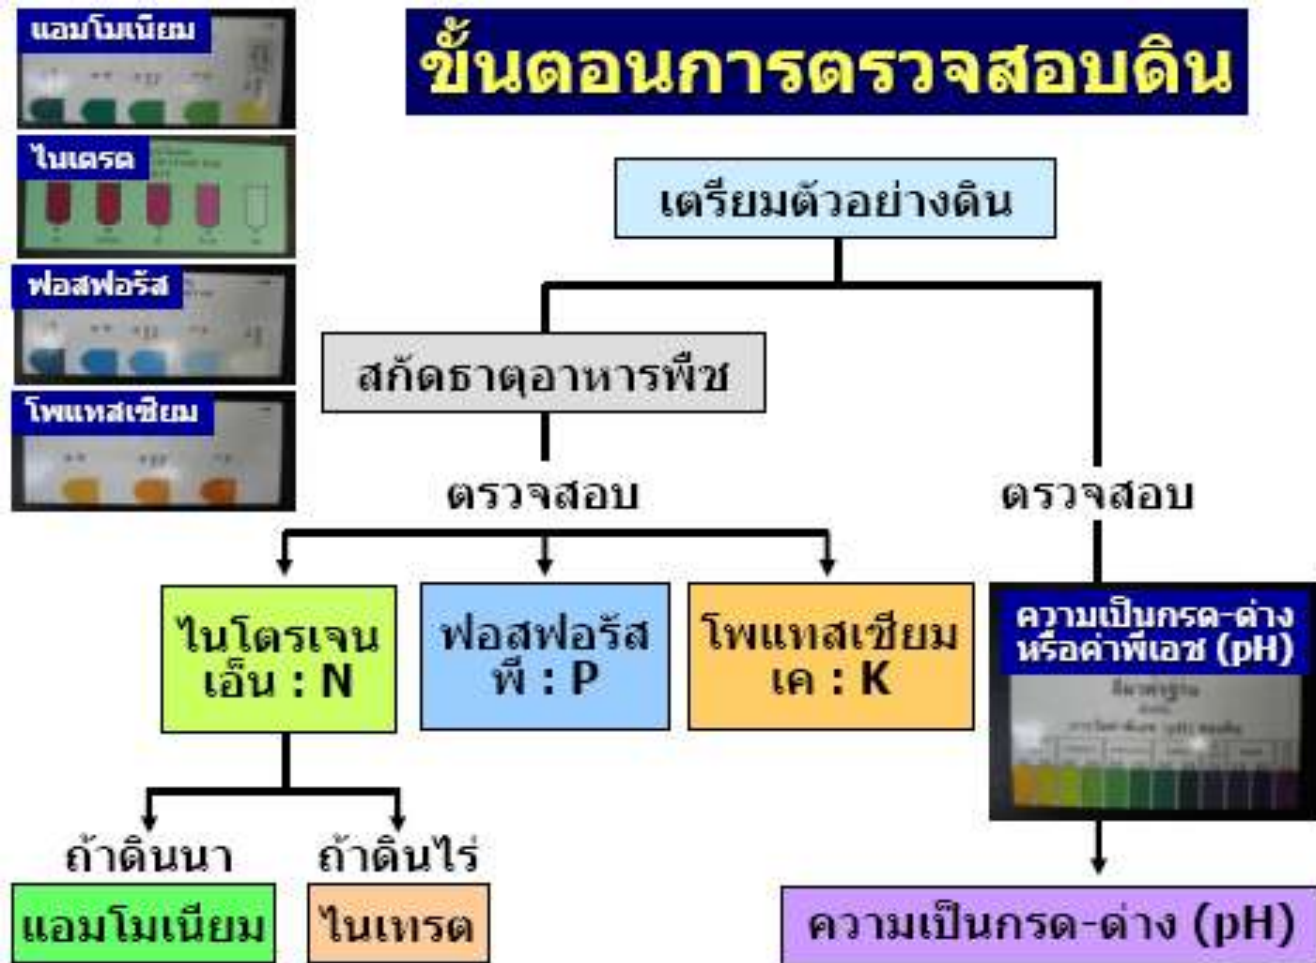 แอมโมเนียม
ขั้นตอนการตรวจสอบดิน
ไนเตรต
เตรียมตัวอย่างดิน
ฟอสฟอรัส
สกัดธาตุอาหารพืช
โพแทสเซียม
ตรวจสอบ
ตรวจสอบ
ไนโตรเจน
เอ็น : N
ฟอสฟอรัส
พี : P
โพแทสเซียม
เค : K
ความเป็นกรด-ด่าง
หรือค่าพีเอช (pH)
ถ้าดินนา
ถ้าดินไร่
แอมโมเนียม
ไนเทรต
ความเป็นกรด-ด่าง (pH)